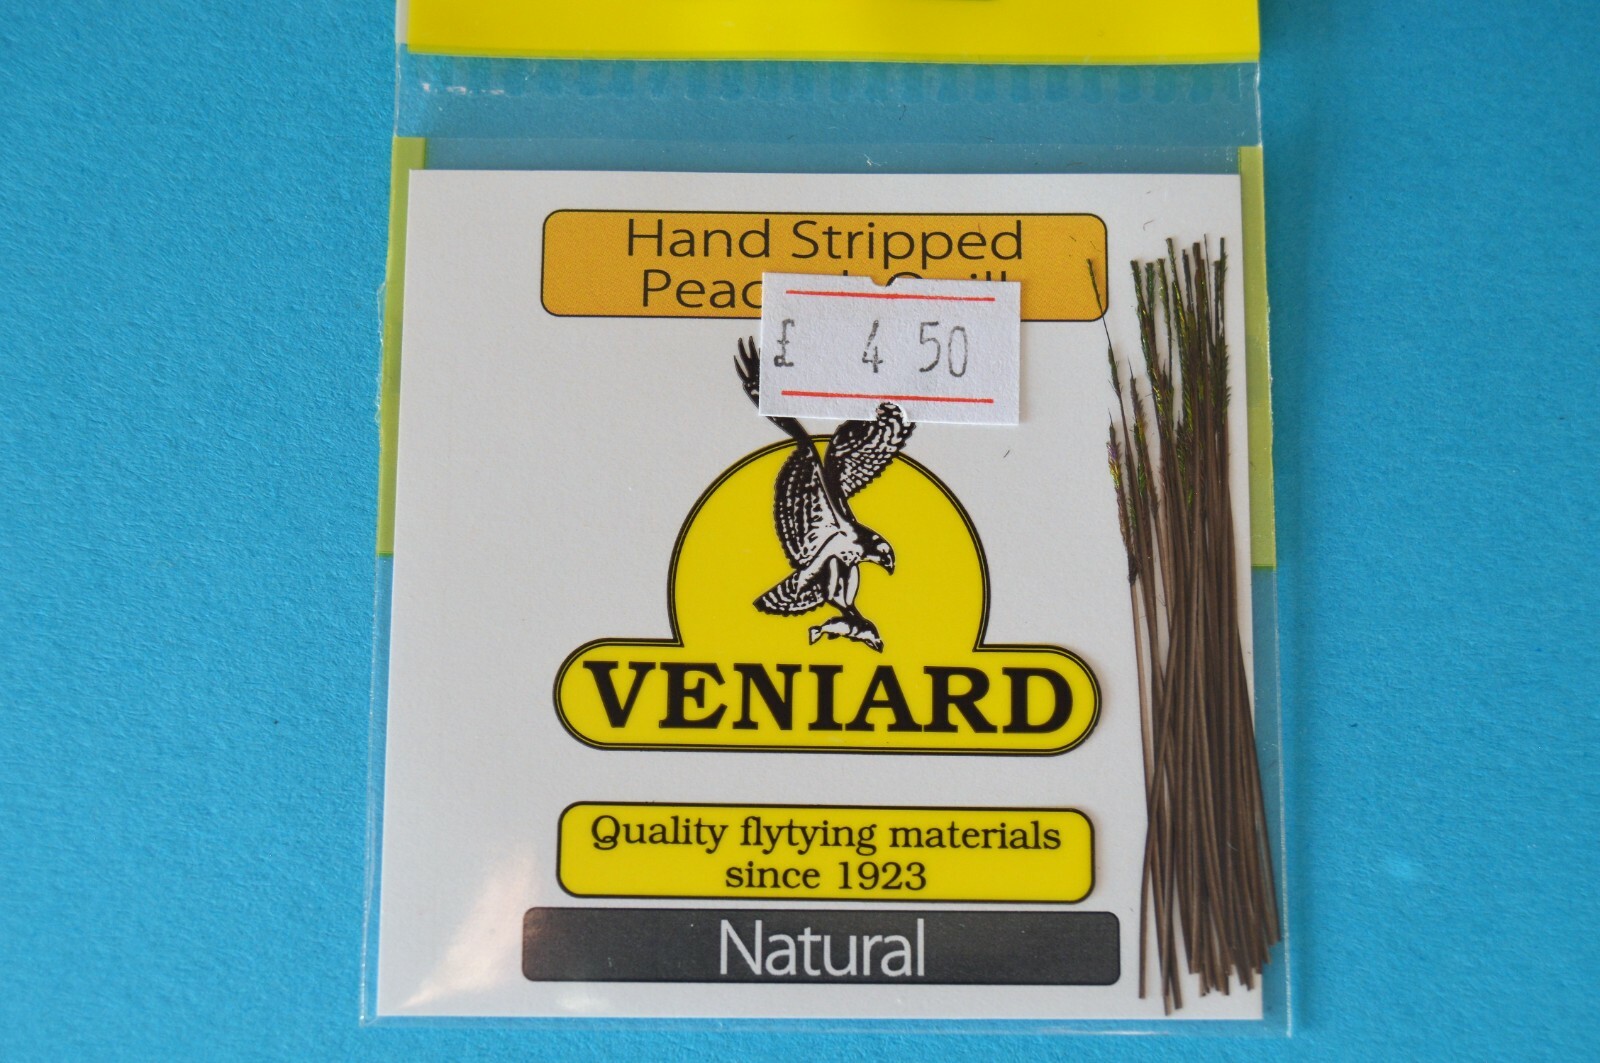 Hand Stripped
£ 4 50
VENIARD
Quality flytying materials
since 1923
Natural